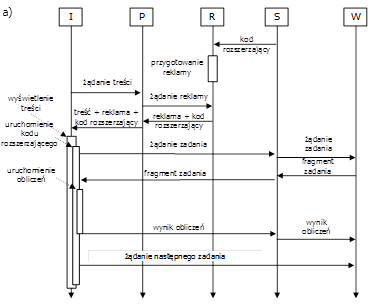 a)
I P R S W
kod
rozszerzający
przygotowanie
reklamy
żądanie treści
żądanie reklamy
wyświetlenie
treści
treść + reklama +
kod rozszerzający
reklama + kod
rozszerzający
uruchomienie
kodu
rozszerzającego
żądanie zadania
żądanie
zadania
fragment
zadania
uruchomienie
obliczeń
fragment zadania
wynik obliczeń
wynik
obliczeń
żądanie następnego zadania